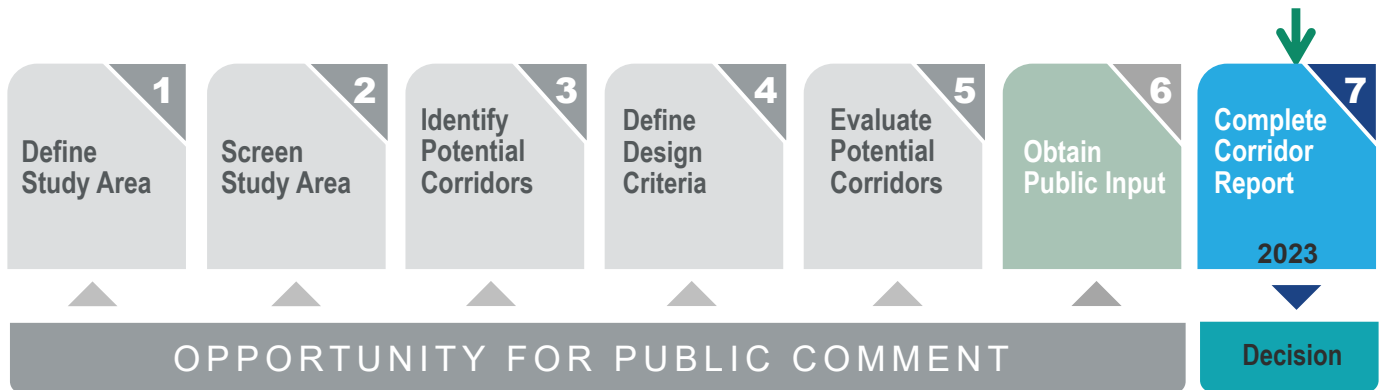 1
Define
Study Area
2
Screen
Study Area
3
Identify
Potential
Corridors
4
Define
Design
Criteria
5
Evaluate
Potential
Corridors
6
Obtain
Public Input
7
Complete
Corridor
Report
2023
OPPORTUNITY FOR PUBLIC COMMENT
Decision